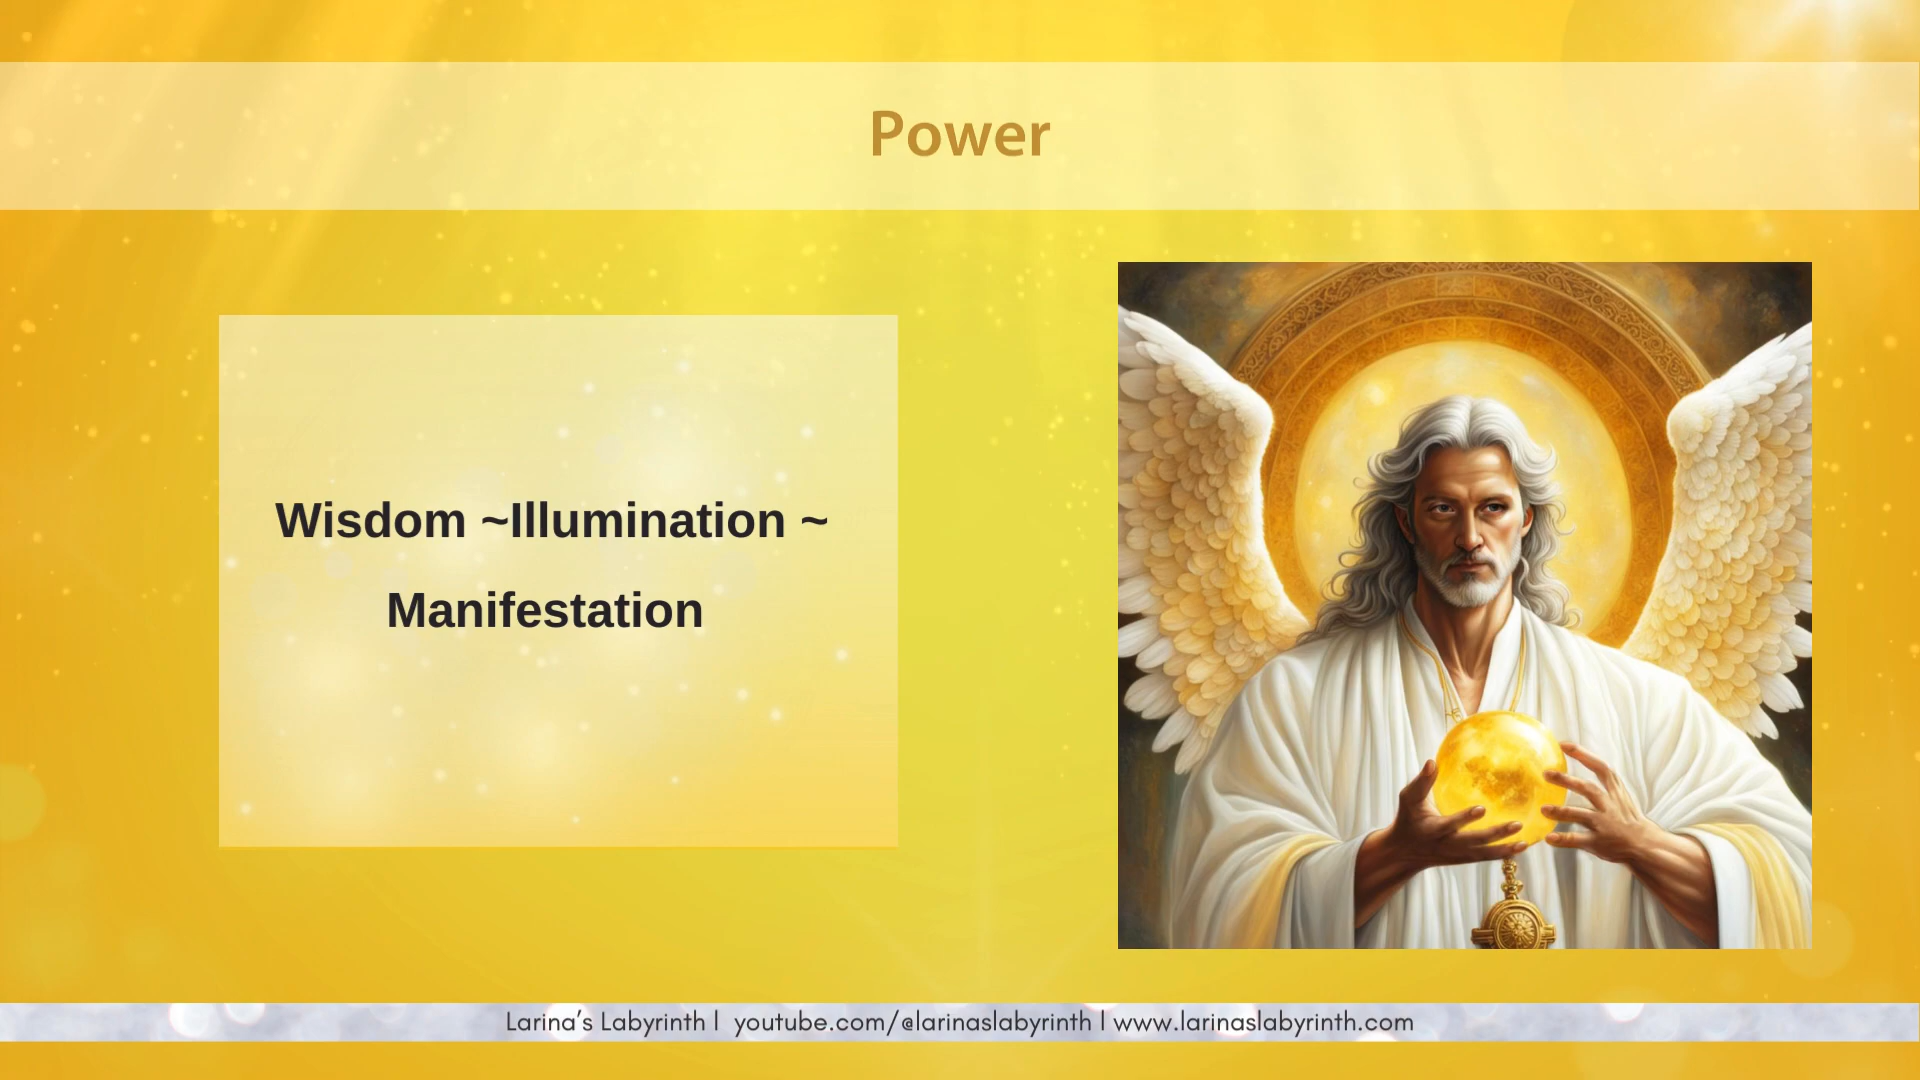 Power
Wisdom ~Illumination ~
Manifestation
Larina's Labyrinth | youtube.com/@larinaslabyrinth | www.larinaslabyrinth.com